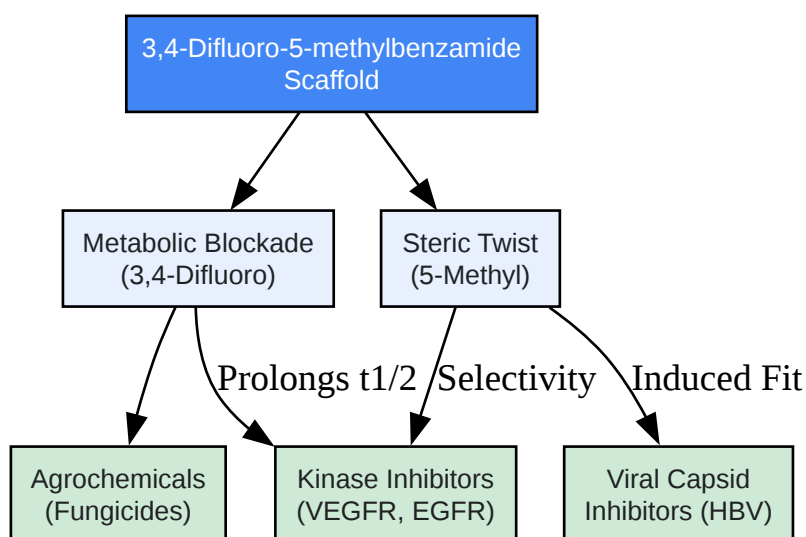 3,4-Difluoro-5-methylbenzamide
Scaffold
Metabolic Blockade
(3,4-Difluoro)
Steric Twist
(5-Methyl)
Prolongs t1/2
Selectivity
Induced Fit
Agrochemicals
(Fungicides)
Kinase Inhibitors
(VEGFR, EGFR)
Viral Capsid
Inhibitors (HBV)